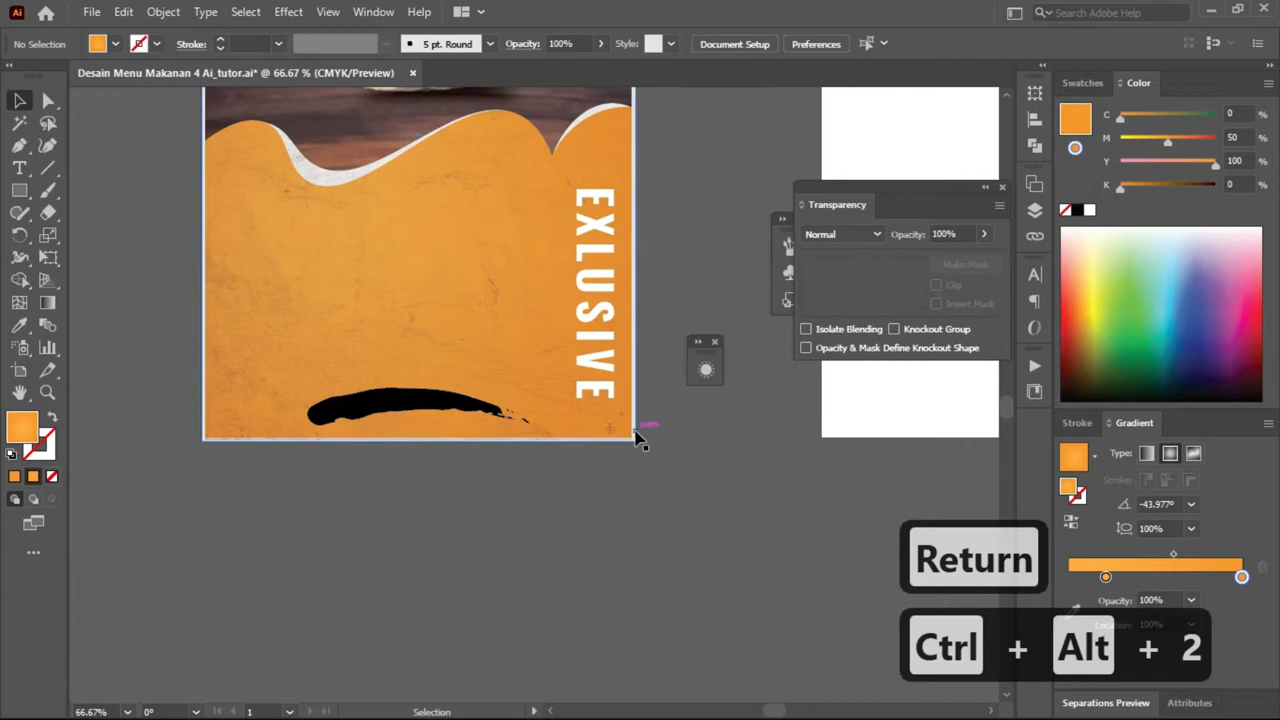 Ai
File Edit Object Type Select Effect View Window Help
Search Adobe Help
No Selection
Stroke:
5 pt. Round
Opacity: 100%
Style:
Document Setup
Preferences
Desain Menu Makanan 4 Ai_tutor.ai* @ 66.67 % (CMYK/Preview)
Swatches
Color
C 0
M 50
Y 100
K 0
Transparency
Normal
Opacity: 100%
Make Mask
Clip
Invert Mask
Isolate Blending
Knockout Group
Opacity & Mask Define Knockout Shape
EXLUSIVE
Stroke
Gradient
Type:
Stroke:
-43.977°
100%
Opacity: 100%
Location: 100%
Return
Ctrl + Alt + 2
66.67%
0°
1
Selection
Separations Preview
Attributes